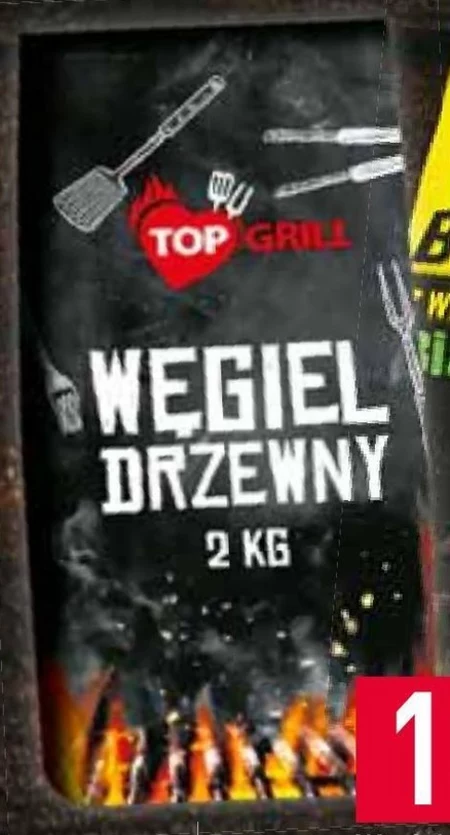 TOP GRILL
WĘGIEL
DRZEWNY
2 KG
1